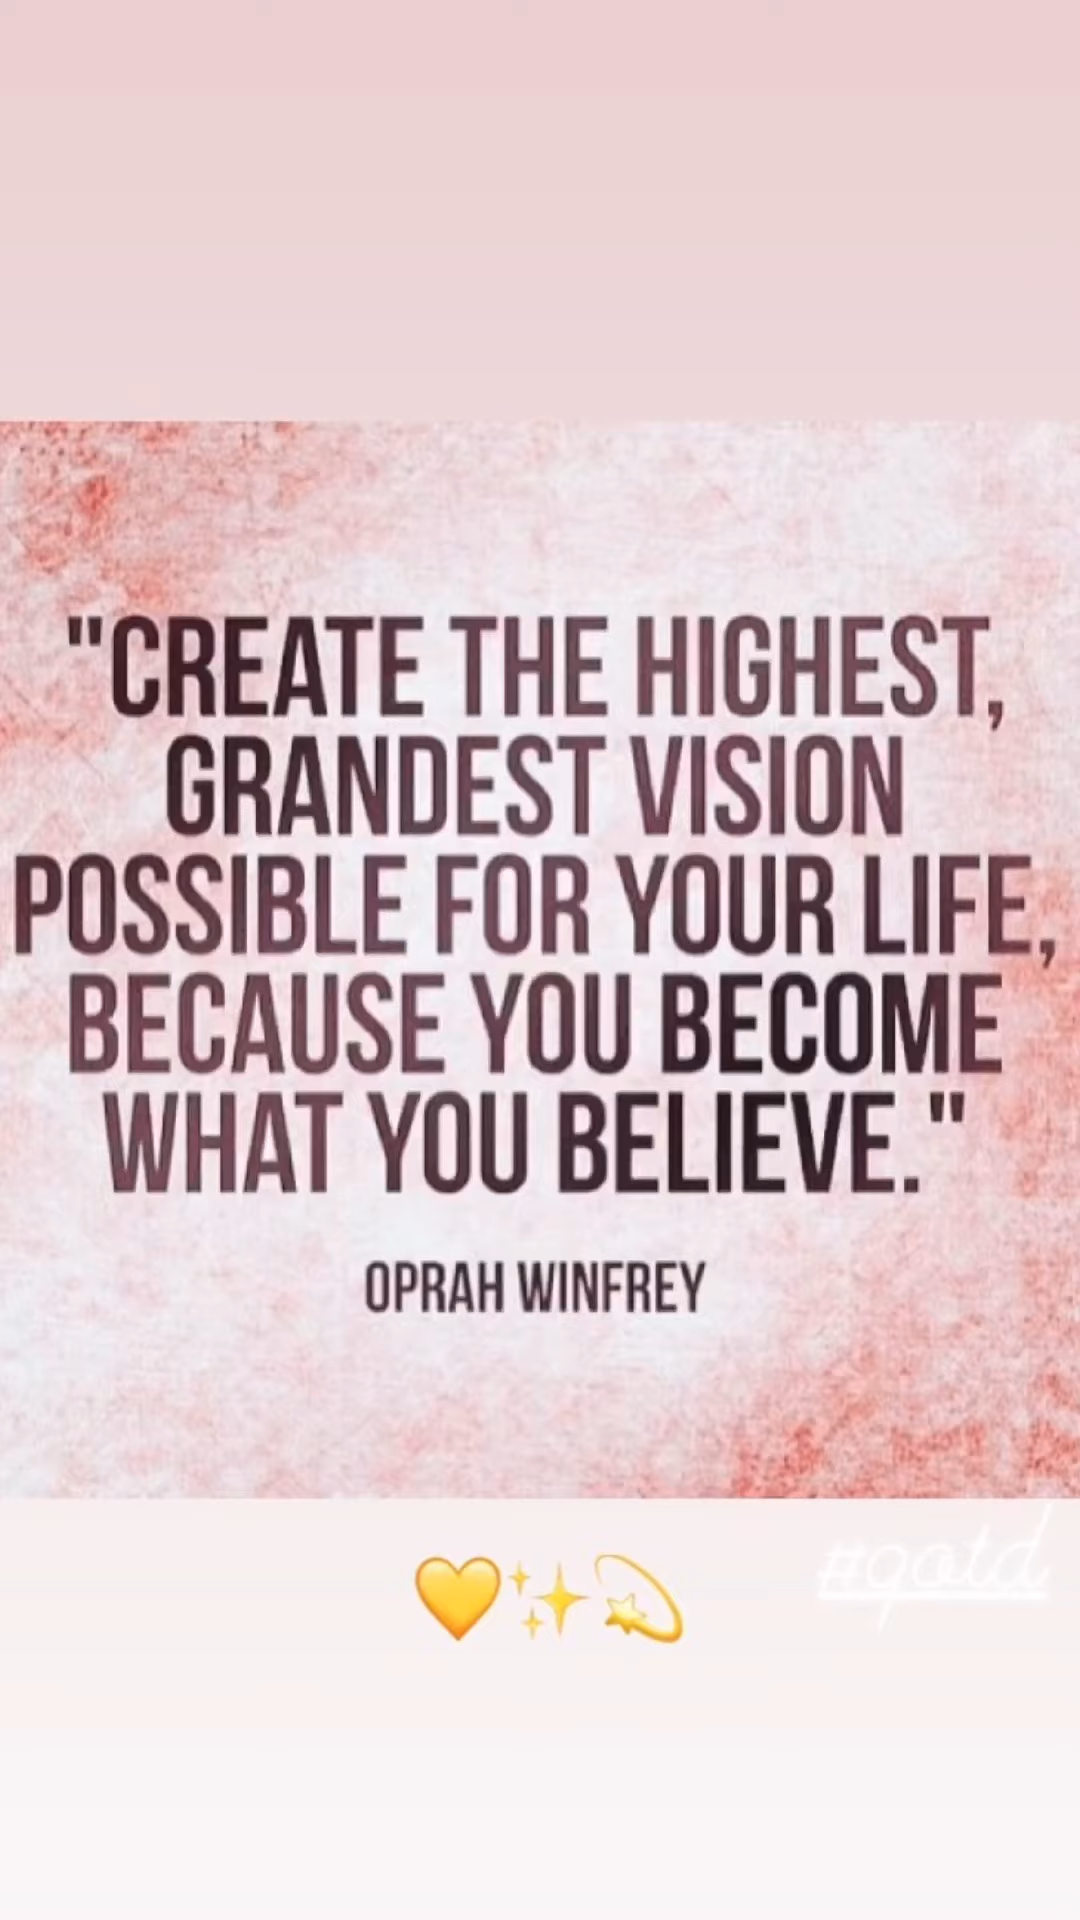 "CREATE THE HIGHEST,
GRANDEST VISION
POSSIBLE FOR YOUR LIFE,
BECAUSE YOU BECOME
WHAT YOU BELIEVE."
OPRAH WINFREY
#qotd